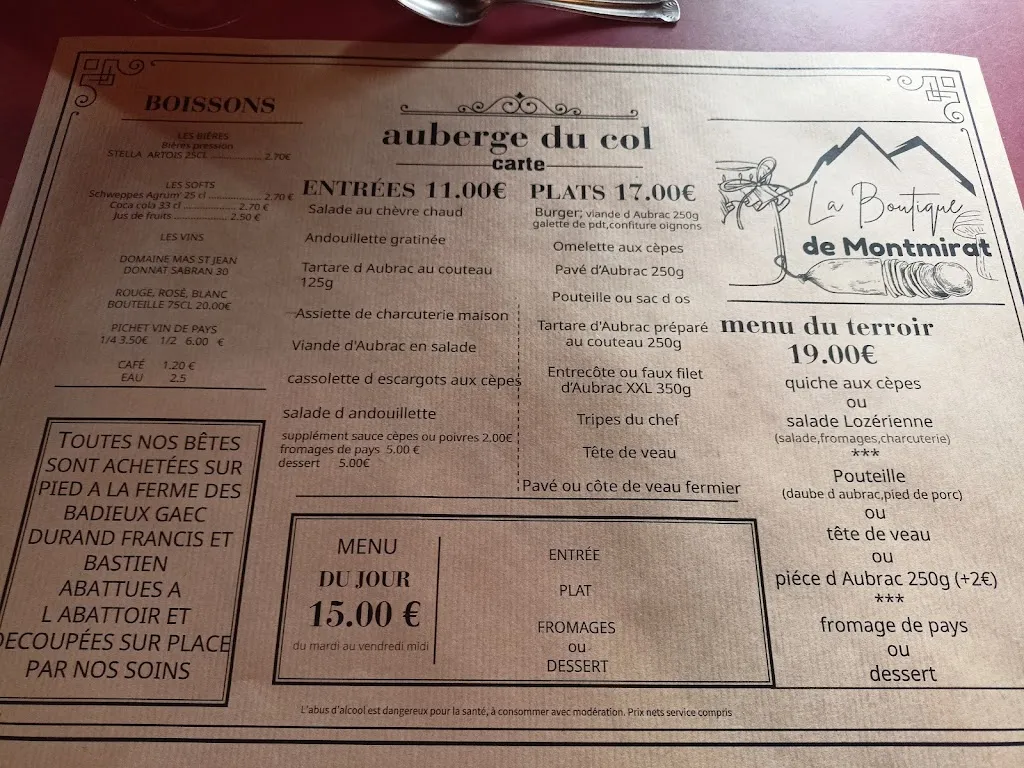 BOISSONS
LES BIÈRES
Bières pression
STELLA ARTOIS 25CL .................... 2.70€
LES SOFTS
Schweppes Agrum' 25 cl .................... 2.70 €
Coca cola 33 cl .................... 2.70 €
Jus de fruits .................... 2.50 €
LES VINS
DOMAINE MAS ST JEAN
DONNAT SABRAN 30
ROUGE, ROSÉ, BLANC
BOUTEILLE 75CL 20.00€
PICHET VIN DE PAYS
1/4 3.50€ 1/2 6.00 €
CAFÉ 1.20 €
EAU 2.5
TOUTES NOS BÊTES
SONT ACHETÉES SUR
PIED A LA FERME DES
BADIEUX GAEC
DURAND FRANCIS ET
BASTIEN
ABATTUES A
L ABATTOIR ET
DECOUPÉES SUR PLACE
PAR NOS SOINS
auberge du col
carte
ENTRÉES 11.00€
Salade au chèvre chaud
Andouillette gratinée
Tartare d Aubrac au couteau
125g
Assiette de charcuterie maison
Viande d'Aubrac en salade
cassolette d escargots aux cèpes
salade d andouillette
supplément sauce cèpes ou poivres 2.00€
fromages de pays 5.00 €
dessert 5.00€
PLATS 17.00€
Burger; viande d Aubrac 250g
galette de pdt,confiture oignons
Omelette aux cèpes
Pavé d'Aubrac 250g
Pouteille ou sac d os
Tartare d'Aubrac préparé
au couteau 250g
Entrecôte ou faux filet
d'Aubrac XXL 350g
Tripes du chef
Tête de veau
Pavé ou côte de veau fermier
MENU
DU JOUR
15.00 €
du mardi au vendredi midi
ENTRÉE
PLAT
FROMAGES
ou
DESSERT
La Boutique
de Montmirat
menu du terroir
19.00€
quiche aux cèpes
ou
salade Lozérienne
(salade,fromages,charcuterie)
***
Pouteille
(daube d aubrac,pied de porc)
ou
tête de veau
ou
piéce d Aubrac 250g (+2€)
***
fromage de pays
ou
dessert
L'abus d'alcool est dangereux pour la santé, à consommer avec modération. Prix nets service compris